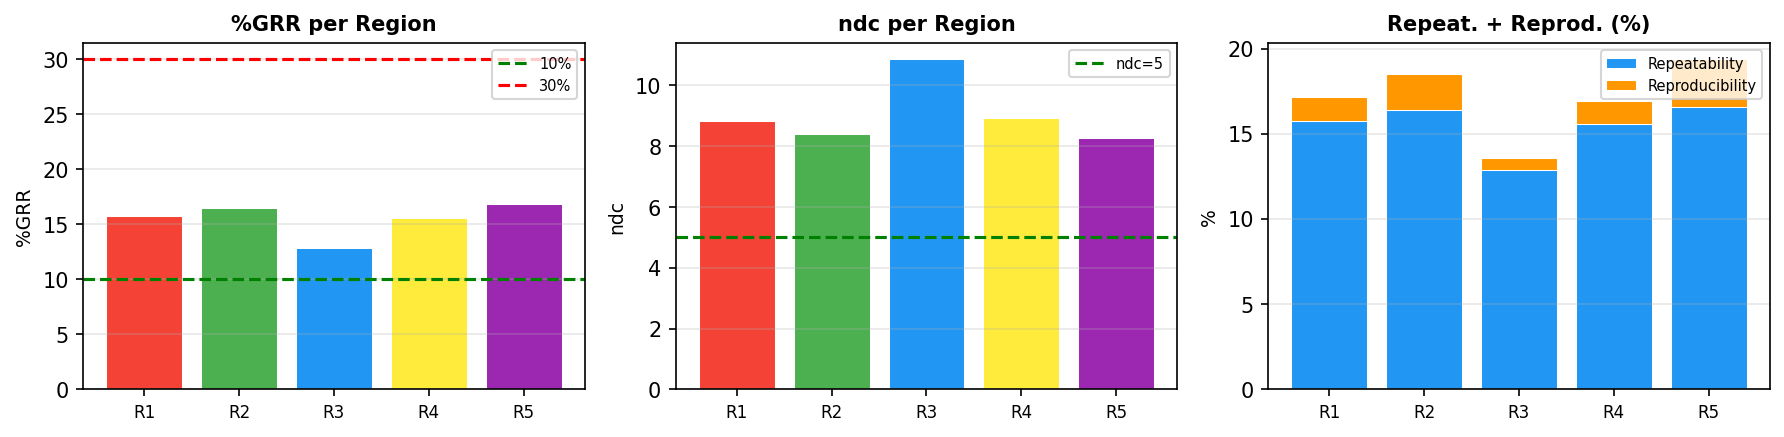 %GRR per Region
%GRR
30
25
20
15
10
5
0
10%
30%
R1 R2 R3 R4 R5
ndc per Region
ndc
10
8
6
4
2
0
ndc=5
R1 R2 R3 R4 R5
Repeat. + Reprod. (%)
%
20
15
10
5
0
Repeatability
Reproducibility
R1 R2 R3 R4 R5